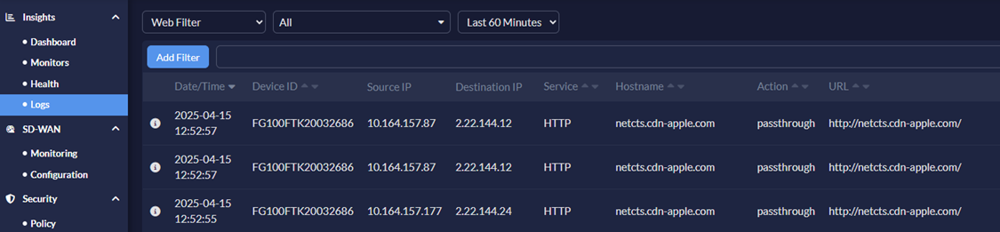 Insights
Dashboard
Monitors
Health
Logs
SD-WAN
Monitoring
Configuration
Security
Policy
Web Filter All Last 60 Minutes
Add Filter
Date/Time Device ID Source IP Destination IP Service Hostname Action URL
2025-04-15
12:52:57 FG100FTK20032686 10.164.157.87 2.22.144.12 HTTP netcts.cdn-apple.com passthrough http://netcts.cdn-apple.com/
2025-04-15
12:52:57 FG100FTK20032686 10.164.157.87 2.22.144.12 HTTP netcts.cdn-apple.com passthrough http://netcts.cdn-apple.com/
2025-04-15
12:52:55 FG100FTK20032686 10.164.157.177 2.22.144.24 HTTP netcts.cdn-apple.com passthrough http://netcts.cdn-apple.com/